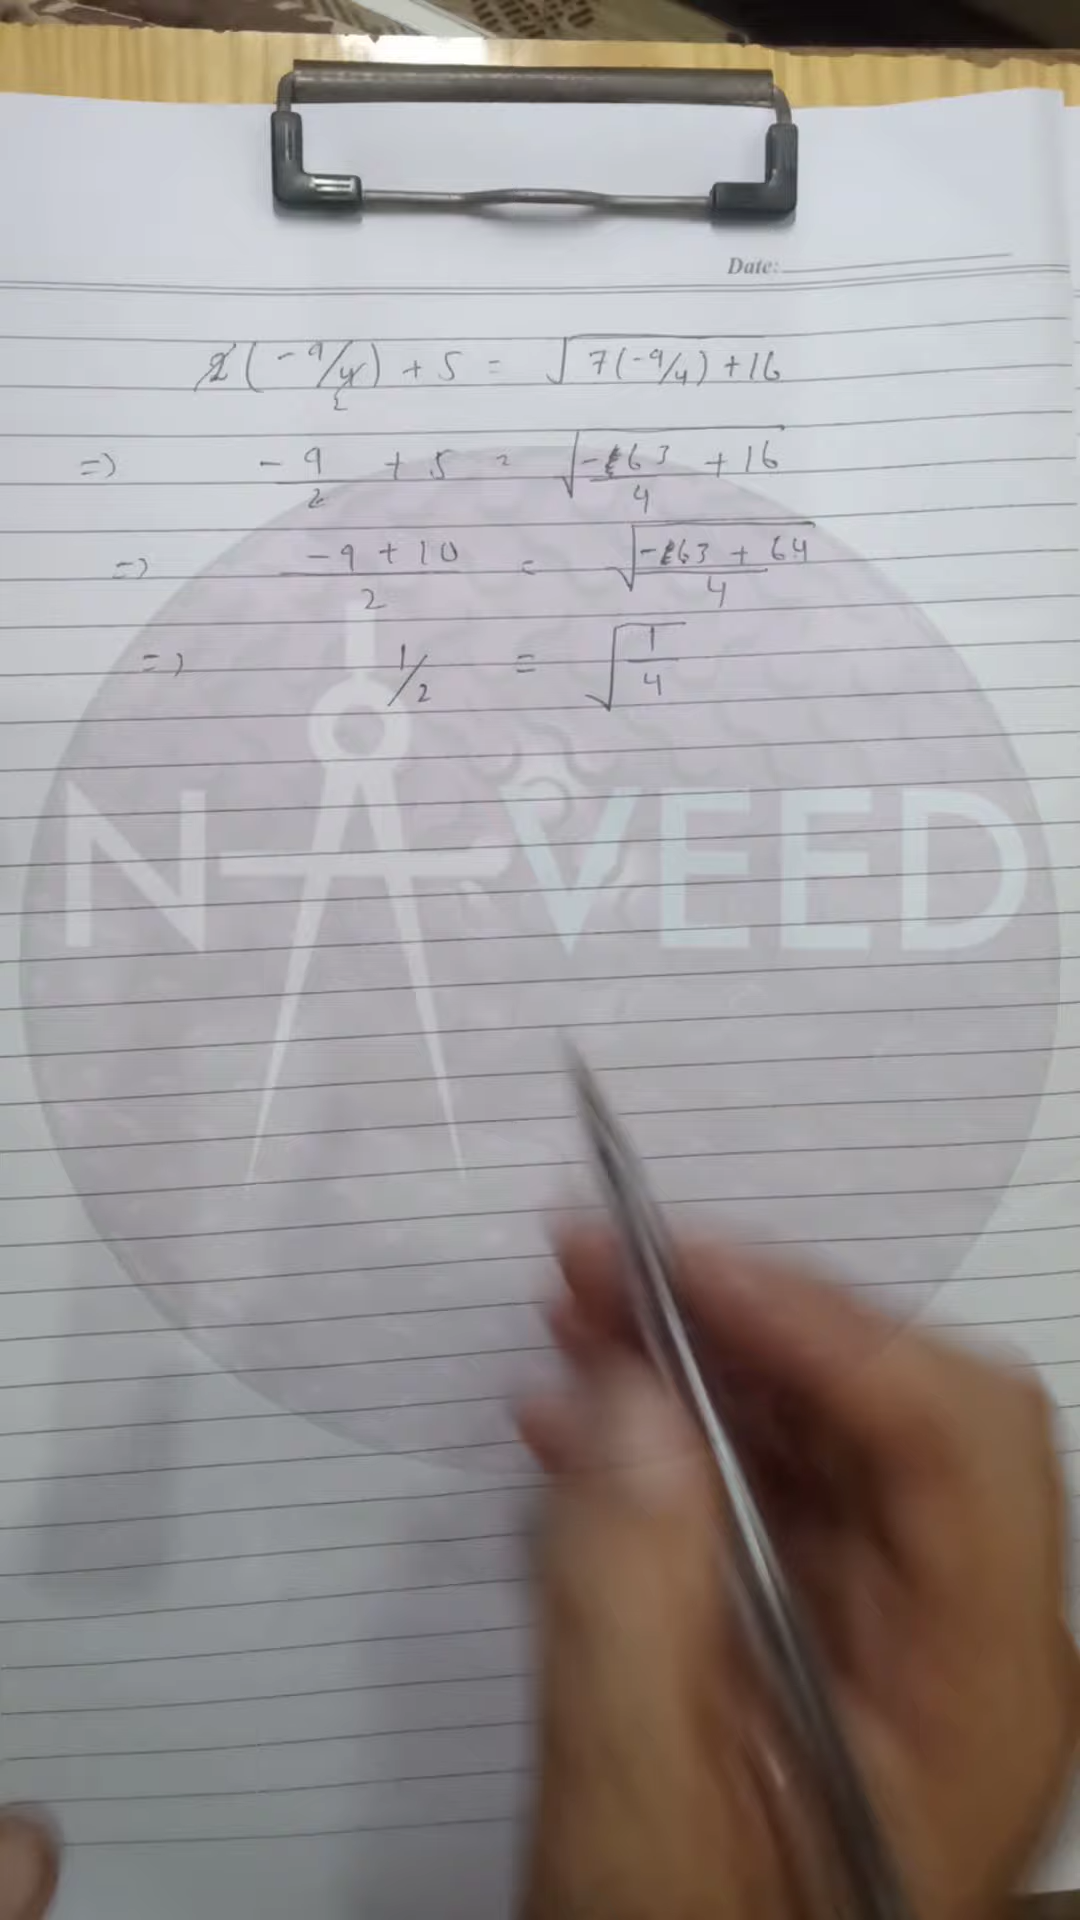 Date:
2(-9/4) + 5 = √7(-9/4) + 16
2
=> -9/2 + 5 = √-63/4 + 16
=> -9 + 10/2 = √-63 + 64/4
=> 1/2 = √1/4
NAVEED